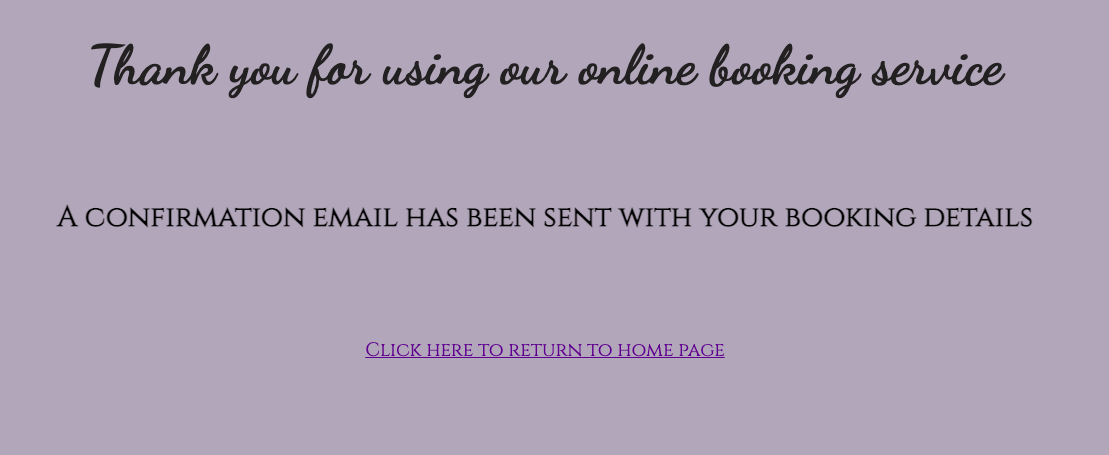 Thank you for using our online booking service
A confirmation email has been sent with your booking details
Click here to return to home page